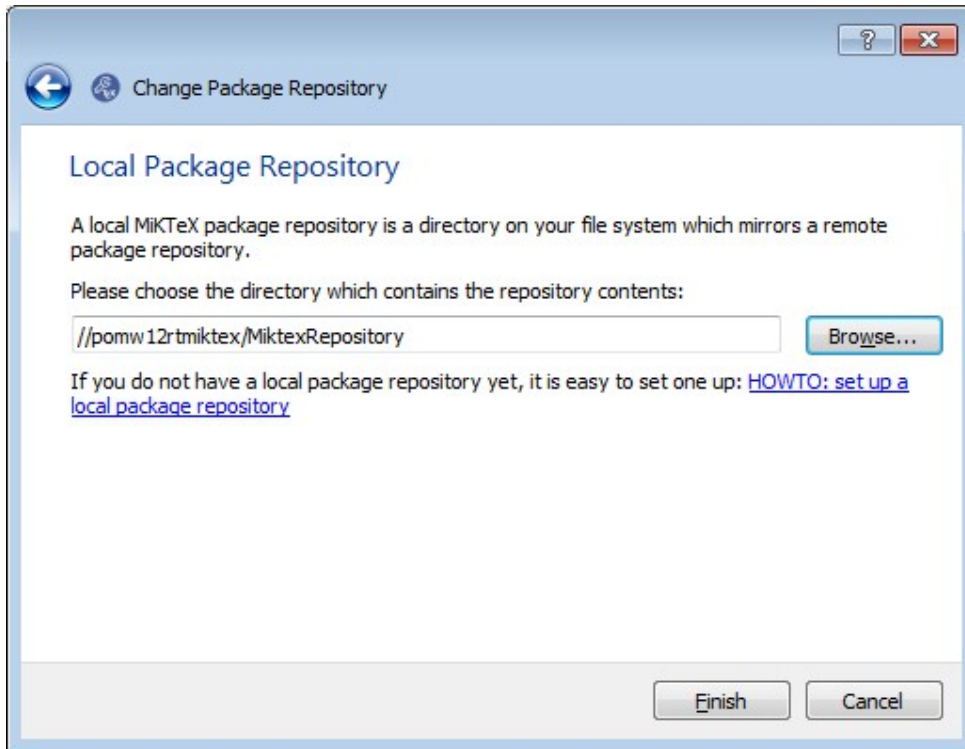 ?
Change Package Repository
Local Package Repository
A local MiKTeX package repository is a directory on your file system which mirrors a remote
package repository.
Please choose the directory which contains the repository contents:
//pomw12rtmiktex/MiktexRepository
Browse...
If you do not have a local package repository yet, it is easy to set one up: HOWTO: set up a
local package repository
Finish
Cancel